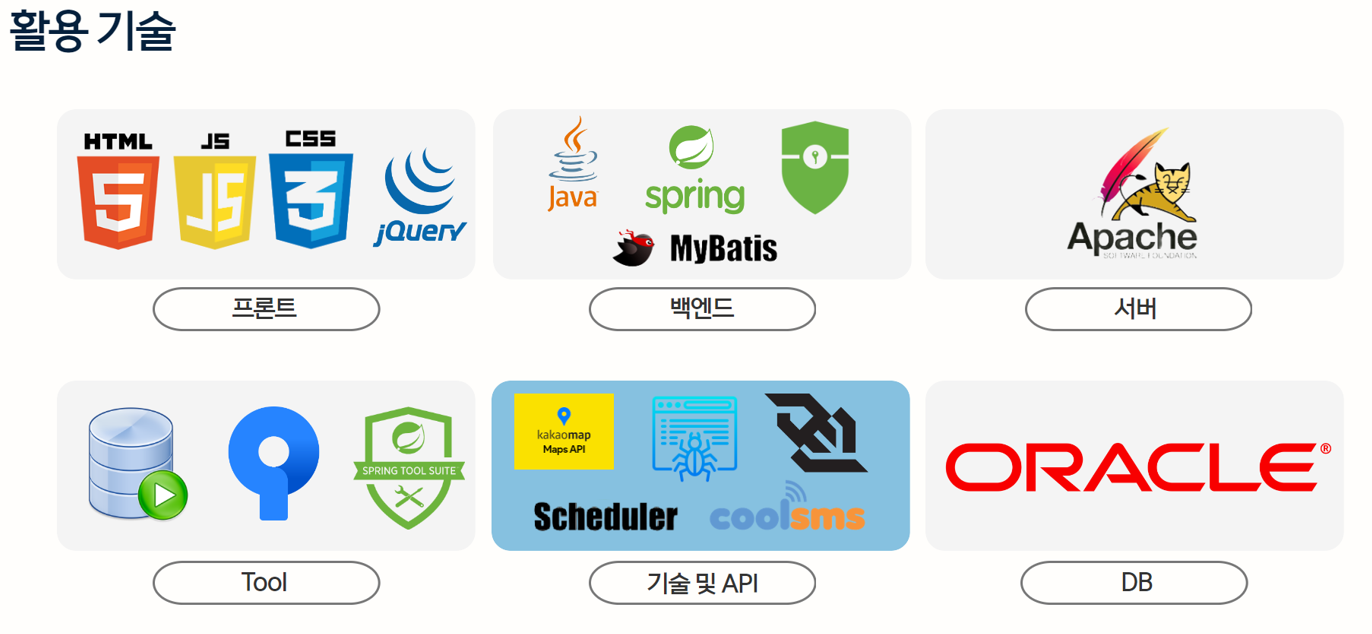 활용 기술
HTML JS CSS
5 JS 3 jQuery
Java spring
MyBatis
프론트
백엔드
Apache
SOFTWARE FOUNDATION
서버
SPRING TOOL SUITE
Tool
kakaomap
Maps API
Scheduler coolsms
기술 및 API
ORACLE®
DB